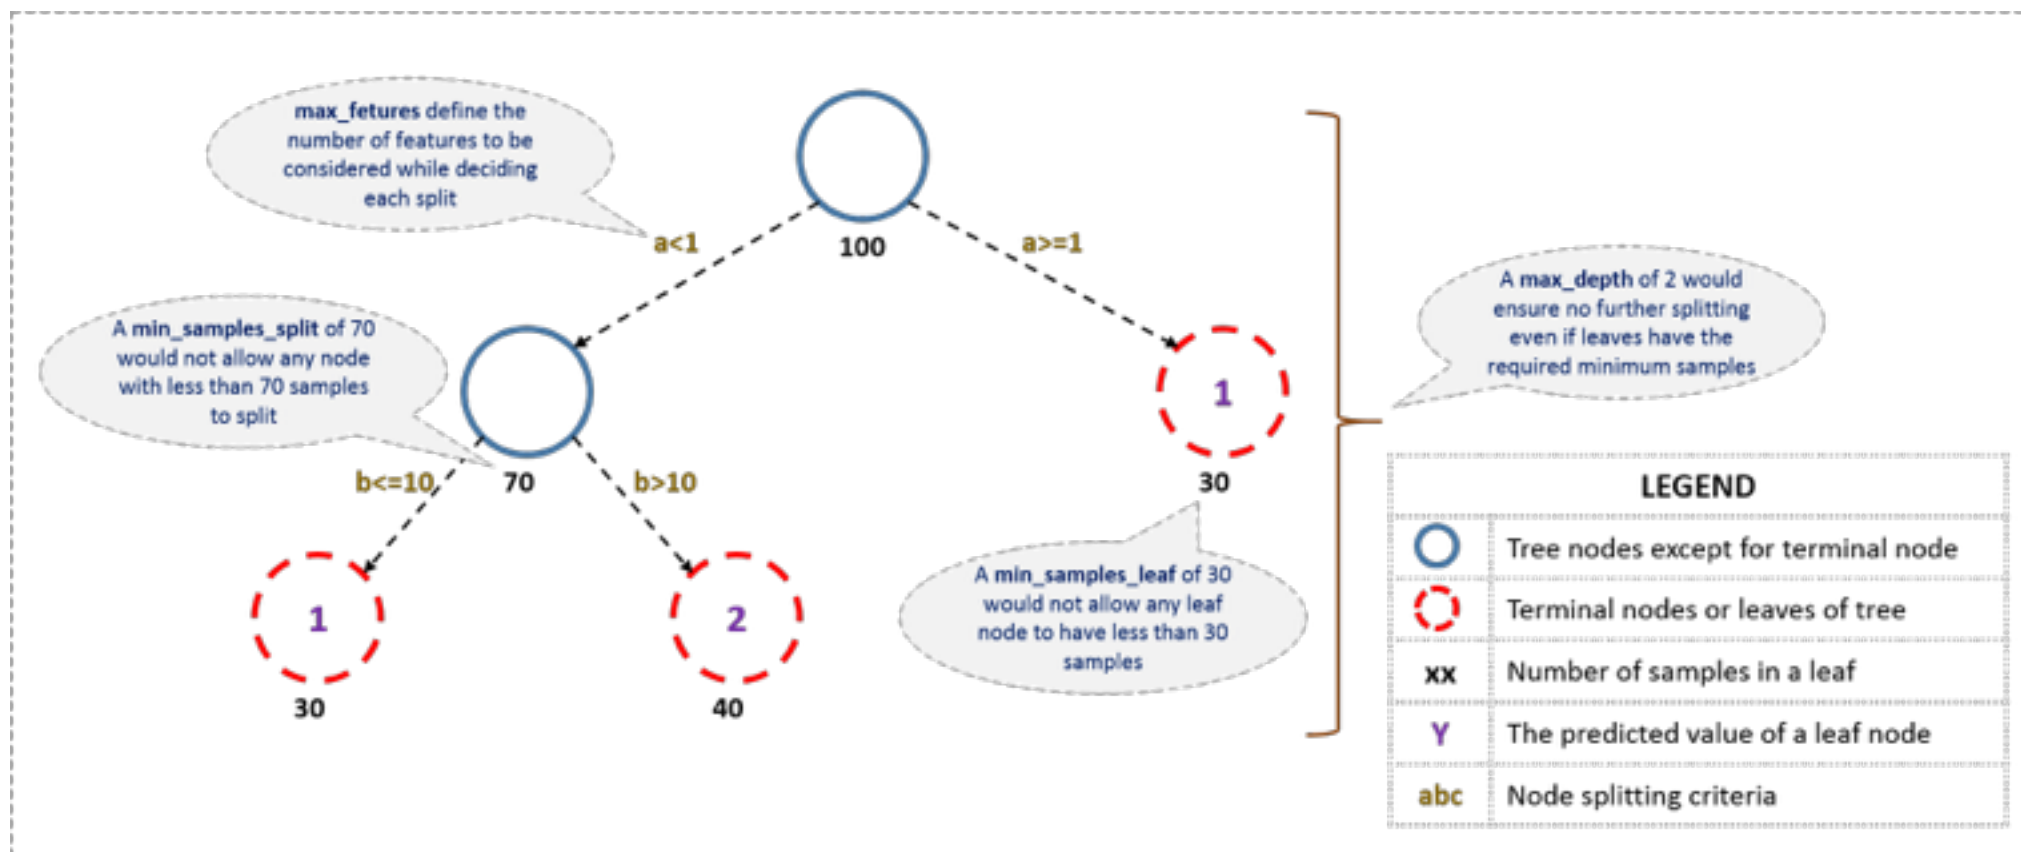 max_fetures define the
number of features to be
considered while deciding
each split
100
a<1
a>=1
A max_depth of 2 would
ensure no further splitting
even if leaves have the
required minimum samples
A min_samples_split of 70
would not allow any node
with less than 70 samples
to split
1
30
b<=10
70
b>10
A min_samples_leaf of 30
would not allow any leaf
node to have less than 30
samples
1
30
2
40
LEGEND
Tree nodes except for terminal node
Terminal nodes or leaves of tree
xx Number of samples in a leaf
Y The predicted value of a leaf node
abc Node splitting criteria